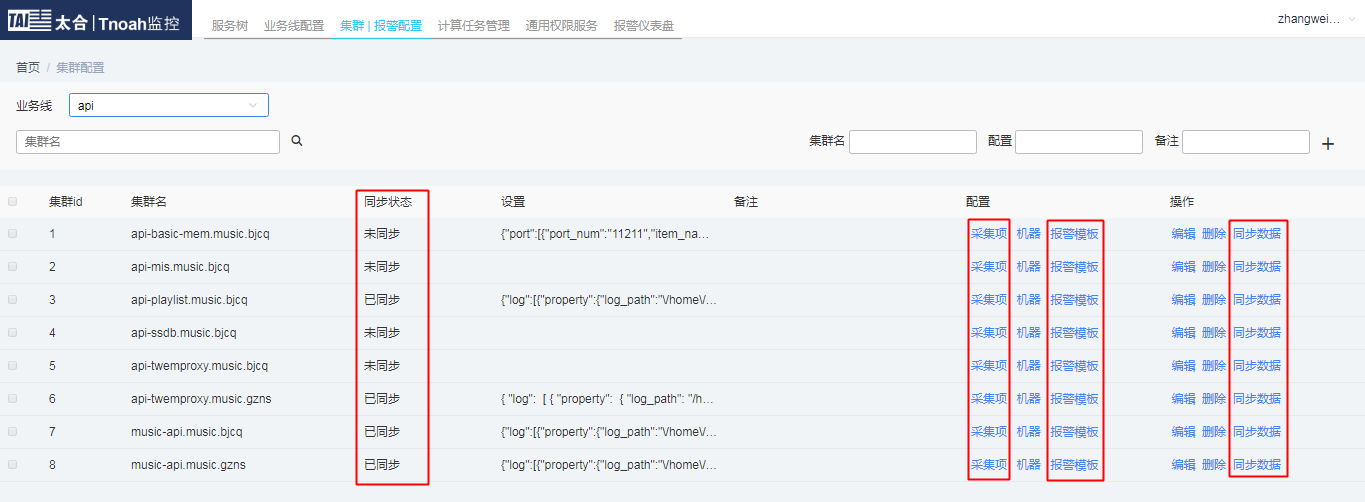 TAI 太合 | Tnoah监控 服务树 业务线配置 集群 | 报警配置 计算任务管理 通用权限服务 报警仪表盘 zhangwei...
首页 / 集群配置
业务线 api
集群名 集群名 配置 备注 +
集群id 集群名 同步状态 设置 备注 配置 操作
1 api-basic-mem.music.bjcq 未同步 {"port":[{"port_num":"11211","item_na... 采集项 机器 报警模板 编辑 删除 同步数据
2 api-mis.music.bjcq 未同步 采集项 机器 报警模板 编辑 删除 同步数据
3 api-playlist.music.bjcq 已同步 {"log":[{"property":{"log_path":"\/home\/... 采集项 机器 报警模板 编辑 删除 同步数据
4 api-ssdb.music.bjcq 未同步 采集项 机器 报警模板 编辑 删除 同步数据
5 api-twemproxy.music.bjcq 未同步 采集项 机器 报警模板 编辑 删除 同步数据
6 api-twemproxy.music.gzns 已同步 { "log": [ { "property": { "log_path": "/h... 采集项 机器 报警模板 编辑 删除 同步数据
7 music-api.music.bjcq 已同步 {"log":[{"property":{"log_path":"\/home\/... 采集项 机器 报警模板 编辑 删除 同步数据
8 music-api.music.gzns 已同步 {"log":[{"property":{"log_path":"\/home\/... 采集项 机器 报警模板 编辑 删除 同步数据